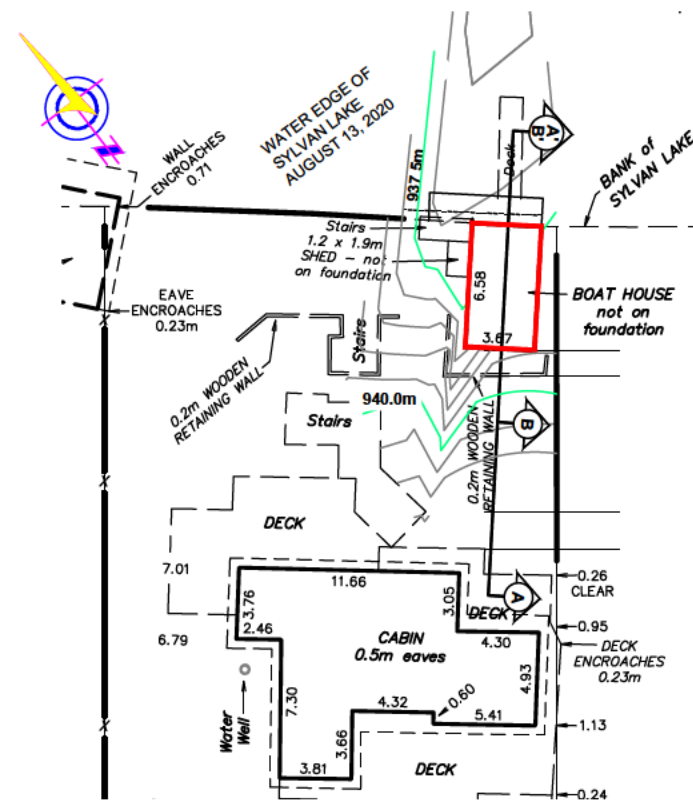 WATER EDGE OF
SYLVAN LAKE
AUGUST 13, 2020
WALL
ENCROACHES
0.71
937.5m
Deck
A'
B'
BANK of
SYLVAN LAKE
Stairs
1.2 x 1.9m
SHED - not
on foundation
EAVE
ENCROACHES
0.23m
6.58
BOAT HOUSE
not on
foundation
3.67
Stairs
0.2m WOODEN
RETAINING WALL
940.0m
Stairs
0.2m WOODEN
RETAINING WALL
B
DECK
7.01
11.66
3.05
A
0.26
CLEAR
3.76
DECK
2.46
6.79
CABIN
0.5m eaves
4.30
0.95
DECK
ENCROACHES
0.23m
4.93
Water
Well
7.30
4.32
0.60
5.41
1.13
3.66
3.81
DECK
0.24